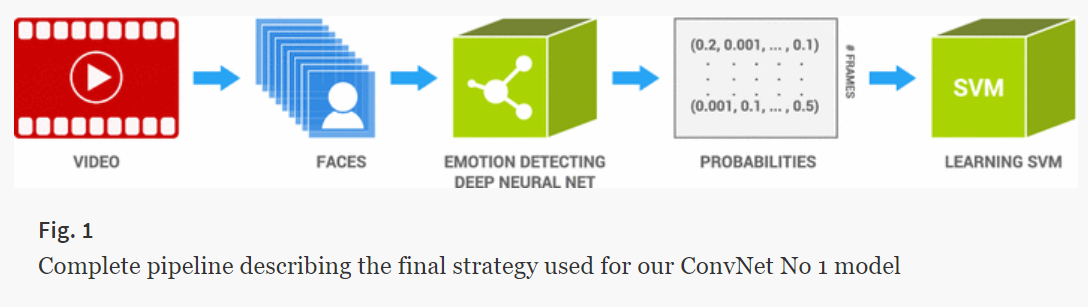 (0.2, 0.001, ... , 0.1)
. . . . .
. . . . .
(0.001, 0.1, ... , 0.5)
# FRAMES
SVM
VIDEO
FACES
EMOTION DETECTING
DEEP NEURAL NET
PROBABILITIES
LEARNING SVM
Fig. 1
Complete pipeline describing the final strategy used for our ConvNet No 1 model